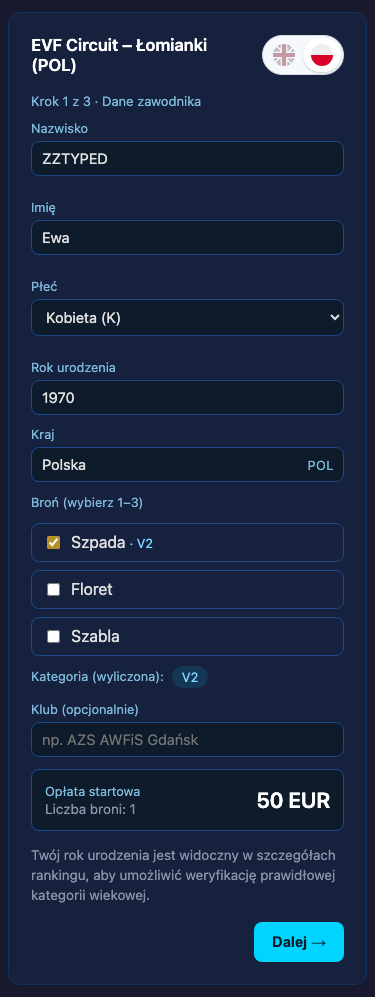 EVF Circuit – Łomianki
(POL)
Krok 1 z 3 · Dane zawodnika
Nazwisko
ZZTYPED
Imię
Ewa
Płeć
Kobieta (K)
Rok urodzenia
1970
Kraj
Polska POL
Broń (wybierz 1–3)
Szpada · V2
Floret
Szabla
Kategoria (wyliczona): V2
Klub (opcjonalnie)
np. AZS AWFiS Gdańsk
Opłata startowa
Liczba broni: 1
50 EUR
Twój rok urodzenia jest widoczny w szczegółach
rankingu, aby umożliwić weryfikację prawidłowej
kategorii wiekowej.
Dalej →